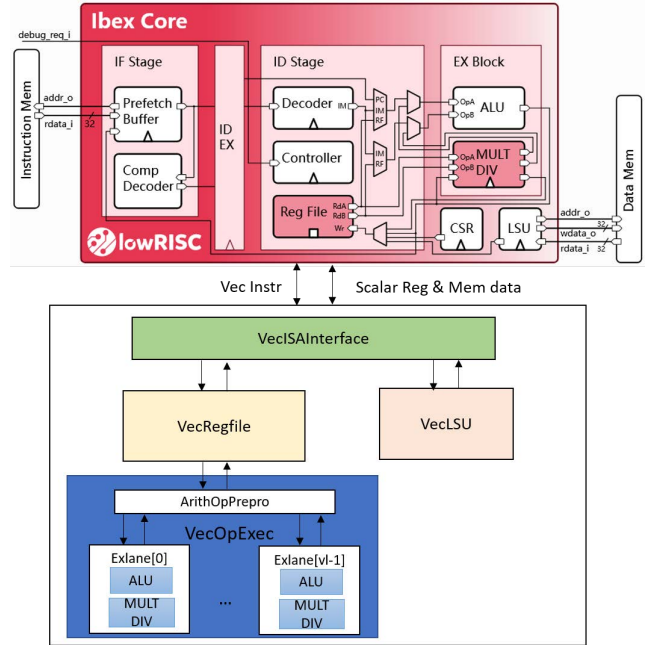 Ibex Core
debug_req_i
IF Stage
ID Stage
EX Block
Instruction Mem
addr_o
rdata_i
32
Prefetch
Buffer
Comp
Decoder
ID
EX
Decoder
IM
Controller
Reg File
RdA
RdB
Wr
PC
IM
RF
IM
RF
OpA
OpB
ALU
OpA
OpB
MULT
DIV
CSR
LSU
addr_o
wdata_o
32
rdata_i
32
Data Mem
lowRISC
Vec Instr
Scalar Reg & Mem data
VecISAInterface
VecRegfile
VecLSU
ArithOpPrepro
VecOpExec
Exlane[0]
ALU
MULT
DIV
...
Exlane[vl-1]
ALU
MULT
DIV